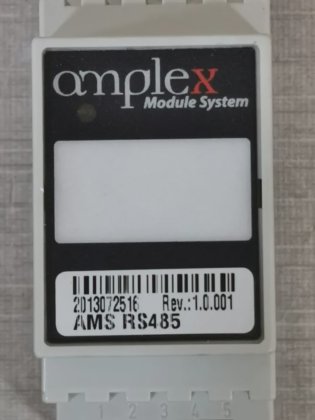 amplex
Module System
2013072516 Rev.:1.0.001
AMS RS485
1 2 3 4 5